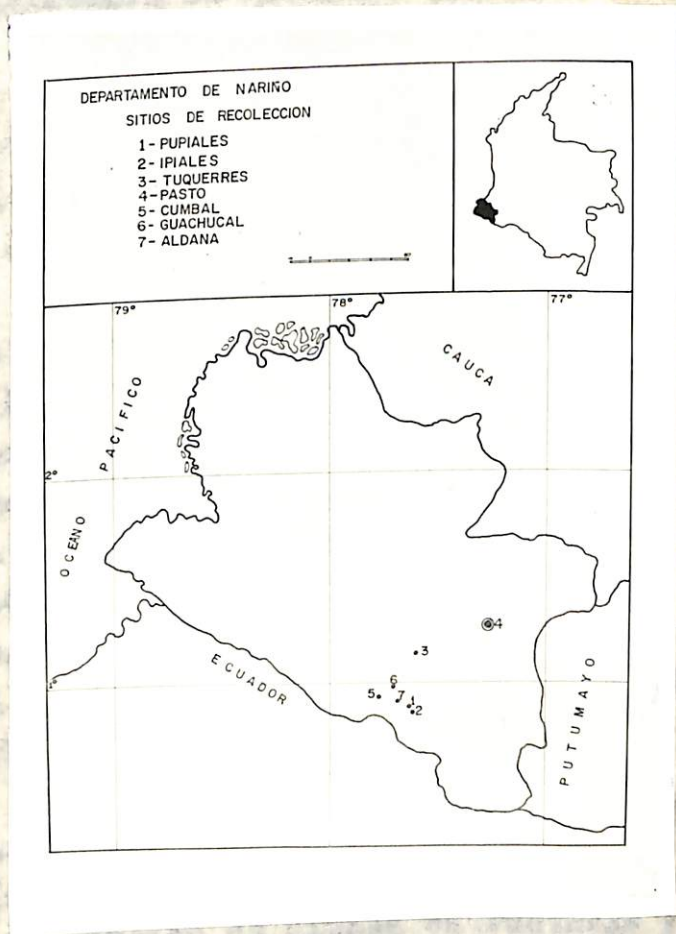 DEPARTAMENTO DE NARIÑO
SITIOS DE RECOLECCION
1- PUPIALES
2- IPIALES
3- TUQUERRES
4- PASTO
5- CUMBAL
6- GUACHUCAL
7- ALDANA
79°
78°
77°
CAUCA
OCEANO PACIFICO
2°
4
3
ECUADOR
6
1°
5
7
1
2
PUTUMAYO